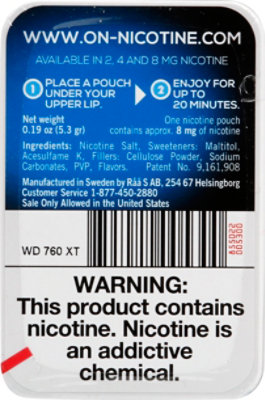 WWW.ON-NICOTINE.COM
AVAILABLE IN 2, 4 AND 8 MG NICOTINE
1 PLACE A POUCH UNDER YOUR UPPER LIP.
2 ENJOY FOR UP TO 20 MINUTES.
Net weight
0.19 oz (5.3 gr)
One nicotine pouch
contains approx. 8 mg of nicotine
Ingredients: Nicotine Salt, Sweeteners: Maltitol,
Acesulfame K, Fillers: Cellulose Powder, Sodium
Carbonates, PVP, Flavors. Patent No. 9,161,908
Manufactured in Sweden by Råå S AB, 254 67 Helsingborg
Customer Service 1-877-450-2880
Sale Only Allowed in the United States
WD 760 XT
WARNING:
This product contains
nicotine. Nicotine is
an addictive
chemical.